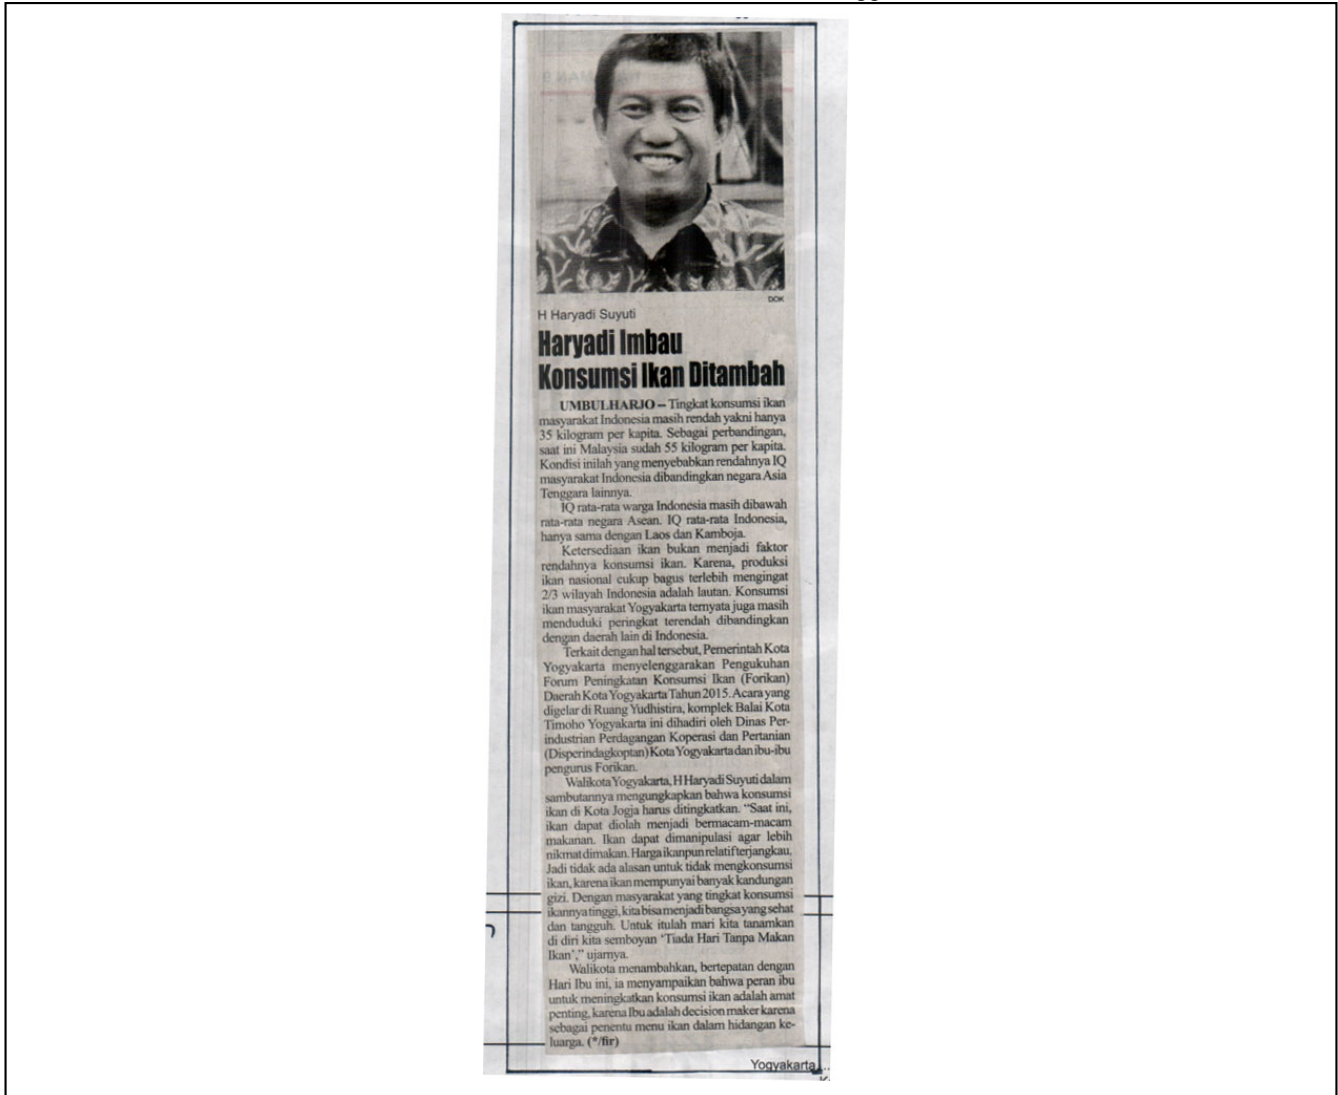 DOK
H Haryadi Suyuti
Haryadi Imbau
Konsumsi Ikan Ditambah
UMBULHARJO – Tingkat konsumsi ikan
masyarakat Indonesia masih rendah yakni hanya
35 kilogram per kapita. Sebagai perbandingan,
saat ini Malaysia sudah 55 kilogram per kapita.
Kondisi inilah yang menyebabkan rendahnya IQ
masyarakat Indonesia dibandingkan negara Asia
Tenggara lainnya.
IQ rata-rata warga Indonesia masih dibawah
rata-rata negara Asean. IQ rata-rata Indonesia,
hanya sama dengan Laos dan Kamboja.
Ketersediaan ikan bukan menjadi faktor
rendahnya konsumsi ikan. Karena, produksi
ikan nasional cukup bagus terlebih mengingat
2/3 wilayah Indonesia adalah lautan. Konsumsi
ikan masyarakat Yogyakarta ternyata juga masih
menduduki peringkat terendah dibandingkan
dengan daerah lain di Indonesia.
Terkait dengan hal tersebut, Pemerintah Kota
Yogyakarta menyelenggarakan Pengukuhan
Forum Peningkatan Konsumsi Ikan (Forikan)
Daerah Kota Yogyakarta Tahun 2015. Acara yang
digelar di Ruang Yudhistira, komplek Balai Kota
Timoho Yogyakarta ini dihadiri oleh Dinas Per-
industrian Perdagangan Koperasi dan Pertanian
(Disperindagkoptan) Kota Yogyakarta dan ibu-ibu
pengurus Forikan.
Walikota Yogyakarta, H Haryadi Suyuti dalam
sambutannya mengungkapkan bahwa konsumsi
ikan di Kota Jogja harus ditingkatkan. “Saat ini,
ikan dapat diolah menjadi bermacam-macam
makanan. Ikan dapat dimanipulasi agar lebih
nikmat dimakan. Harga ikanpun relatif terjangkau.
Jadi tidak ada alasan untuk tidak mengkonsumsi
ikan, karena ikan mempunyai banyak kandungan
gizi. Dengan masyarakat yang tingkat konsumsi
ikannya tinggi, kita bisa menjadi bangsa yang sehat
dan tangguh. Untuk itulah mari kita tanamkan
di diri kita semboyan ‘Tiada Hari Tanpa Makan
Ikan’,” ujarnya.
Walikota menambahkan, bertepatan dengan
Hari Ibu ini, ia menyampaikan bahwa peran ibu
untuk meningkatkan konsumsi ikan adalah amat
penting, karena Ibu adalah decision maker karena
sebagai penentu menu ikan dalam hidangan ke-
luarga. (*/fir)
Yogyakarta,..